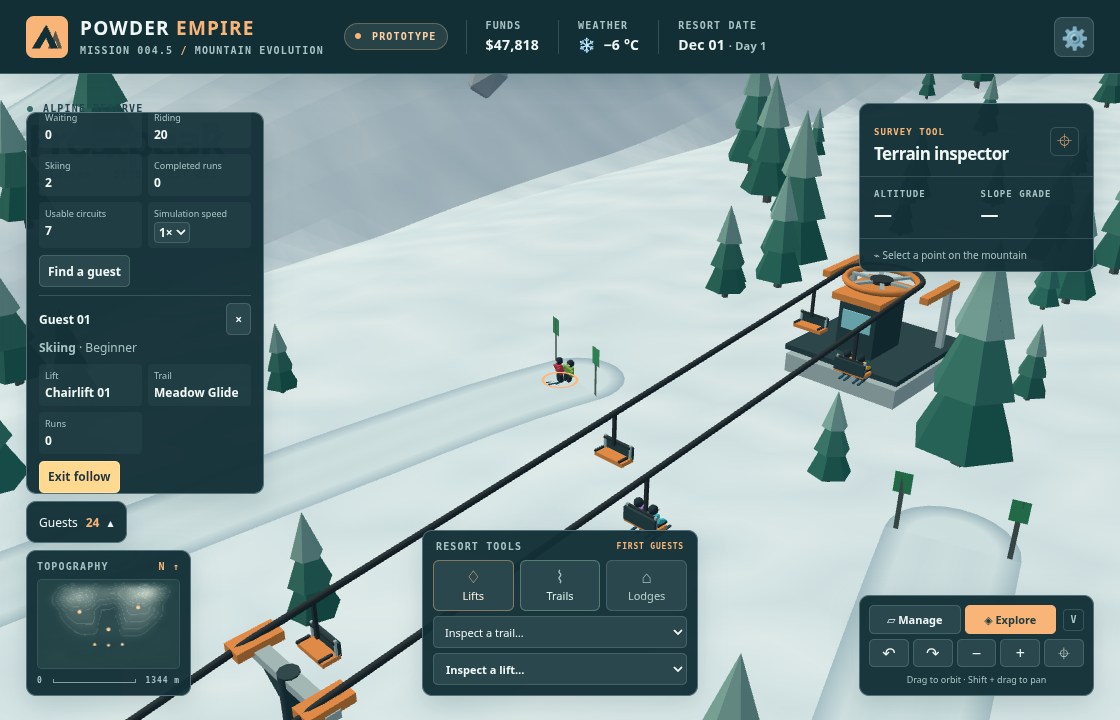 POWDER EMPIRE
MISSION 004.5 / MOUNTAIN EVOLUTION
PROTOTYPE
FUNDS
$47,818
WEATHER
−6 °C
RESORT DATE
Dec 01 · Day 1
Waiting
0
Riding
20
Skiing
2
Completed runs
0
Usable circuits
7
Simulation speed
1×
Find a guest
Guest 01
×
Skiing · Beginner
Lift
Chairlift 01
Trail
Meadow Glide
Runs
0
Exit follow
Guests 24 ▲
TOPOGRAPHY N ↑
0 1344 m
RESORT TOOLS FIRST GUESTS
Lifts
Trails
Lodges
Inspect a trail...
Inspect a lift...
SURVEY TOOL
Terrain inspector
ALTITUDE
—
SLOPE GRADE
—
Select a point on the mountain
Manage
Explore
V
↶ ↷ − +
Drag to orbit · Shift + drag to pan